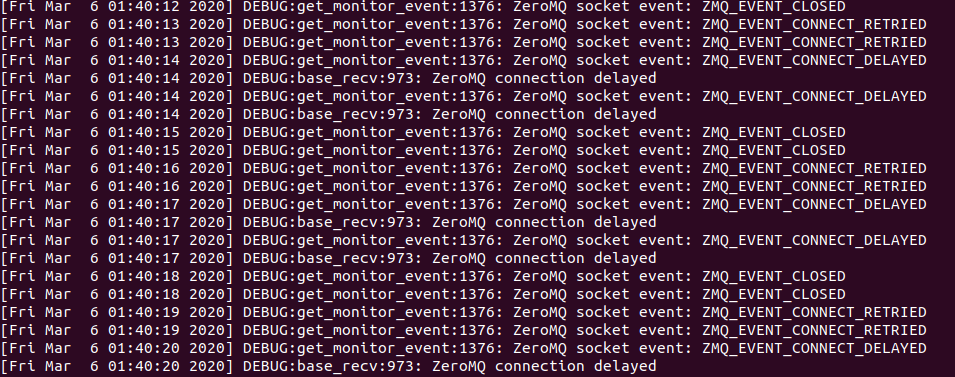 [Fri Mar  6 01:40:12 2020] DEBUG:get_monitor_event:1376: ZeroMQ socket event: ZMQ_EVENT_CLOSED
[Fri Mar  6 01:40:13 2020] DEBUG:get_monitor_event:1376: ZeroMQ socket event: ZMQ_EVENT_CONNECT_RETRIED
[Fri Mar  6 01:40:13 2020] DEBUG:get_monitor_event:1376: ZeroMQ socket event: ZMQ_EVENT_CONNECT_RETRIED
[Fri Mar  6 01:40:14 2020] DEBUG:get_monitor_event:1376: ZeroMQ socket event: ZMQ_EVENT_CONNECT_DELAYED
[Fri Mar  6 01:40:14 2020] DEBUG:base_recv:973: ZeroMQ connection delayed
[Fri Mar  6 01:40:14 2020] DEBUG:get_monitor_event:1376: ZeroMQ socket event: ZMQ_EVENT_CONNECT_DELAYED
[Fri Mar  6 01:40:14 2020] DEBUG:base_recv:973: ZeroMQ connection delayed
[Fri Mar  6 01:40:15 2020] DEBUG:get_monitor_event:1376: ZeroMQ socket event: ZMQ_EVENT_CLOSED
[Fri Mar  6 01:40:15 2020] DEBUG:get_monitor_event:1376: ZeroMQ socket event: ZMQ_EVENT_CLOSED
[Fri Mar  6 01:40:16 2020] DEBUG:get_monitor_event:1376: ZeroMQ socket event: ZMQ_EVENT_CONNECT_RETRIED
[Fri Mar  6 01:40:16 2020] DEBUG:get_monitor_event:1376: ZeroMQ socket event: ZMQ_EVENT_CONNECT_RETRIED
[Fri Mar  6 01:40:17 2020] DEBUG:get_monitor_event:1376: ZeroMQ socket event: ZMQ_EVENT_CONNECT_DELAYED
[Fri Mar  6 01:40:17 2020] DEBUG:base_recv:973: ZeroMQ connection delayed
[Fri Mar  6 01:40:17 2020] DEBUG:get_monitor_event:1376: ZeroMQ socket event: ZMQ_EVENT_CONNECT_DELAYED
[Fri Mar  6 01:40:17 2020] DEBUG:base_recv:973: ZeroMQ connection delayed
[Fri Mar  6 01:40:18 2020] DEBUG:get_monitor_event:1376: ZeroMQ socket event: ZMQ_EVENT_CLOSED
[Fri Mar  6 01:40:18 2020] DEBUG:get_monitor_event:1376: ZeroMQ socket event: ZMQ_EVENT_CLOSED
[Fri Mar  6 01:40:19 2020] DEBUG:get_monitor_event:1376: ZeroMQ socket event: ZMQ_EVENT_CONNECT_RETRIED
[Fri Mar  6 01:40:19 2020] DEBUG:get_monitor_event:1376: ZeroMQ socket event: ZMQ_EVENT_CONNECT_RETRIED
[Fri Mar  6 01:40:20 2020] DEBUG:get_monitor_event:1376: ZeroMQ socket event: ZMQ_EVENT_CONNECT_DELAYED
[Fri Mar  6 01:40:20 2020] DEBUG:base_recv:973: ZeroMQ connection delayed